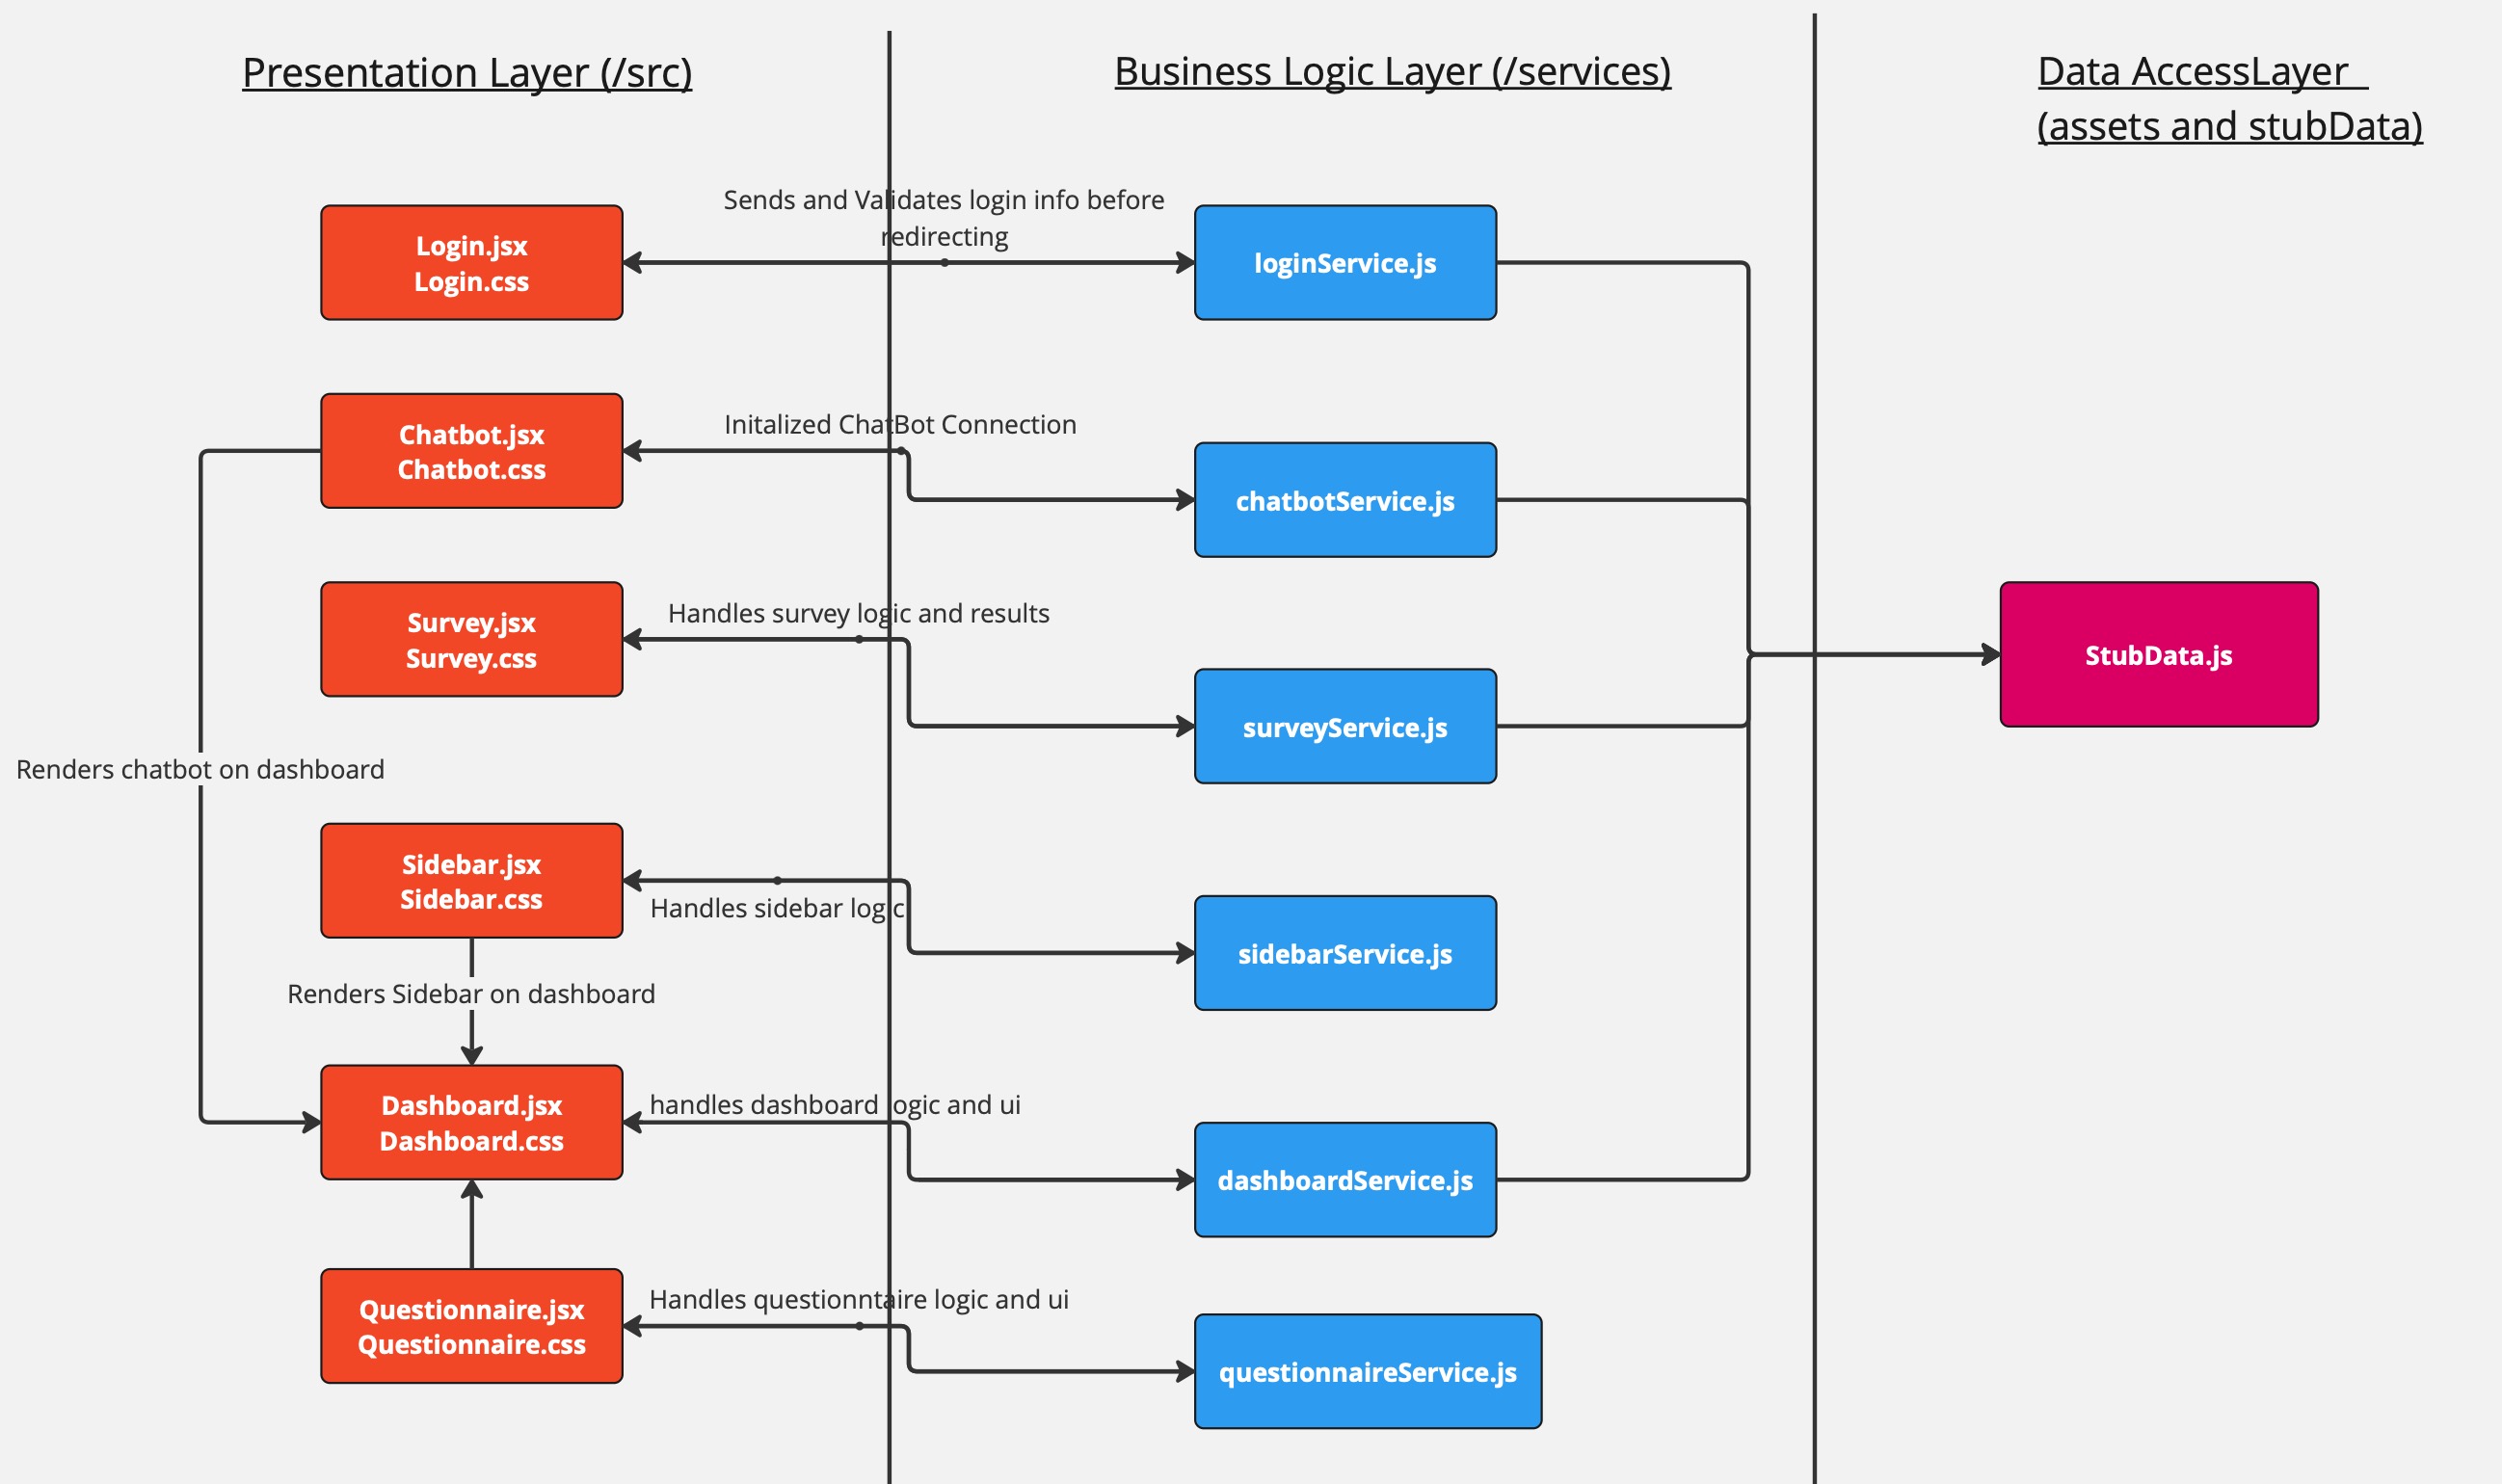 Presentation Layer (/src)
Business Logic Layer (/services)
Data AccessLayer
(assets and stubData)
Sends and Validates login info before
redirecting
Login.jsx
Login.css
loginService.js
Initalized ChatBot Connection
Chatbot.jsx
Chatbot.css
chatbotService.js
Handles survey logic and results
Survey.jsx
Survey.css
surveyService.js
StubData.js
Renders chatbot on dashboard
Sidebar.jsx
Sidebar.css
Handles sidebar logic
sidebarService.js
Renders Sidebar on dashboard
Dashboard.jsx
Dashboard.css
handles dashboard logic and ui
dashboardService.js
Questionnaire.jsx
Questionnaire.css
Handles questionntaire logic and ui
questionnaireService.js